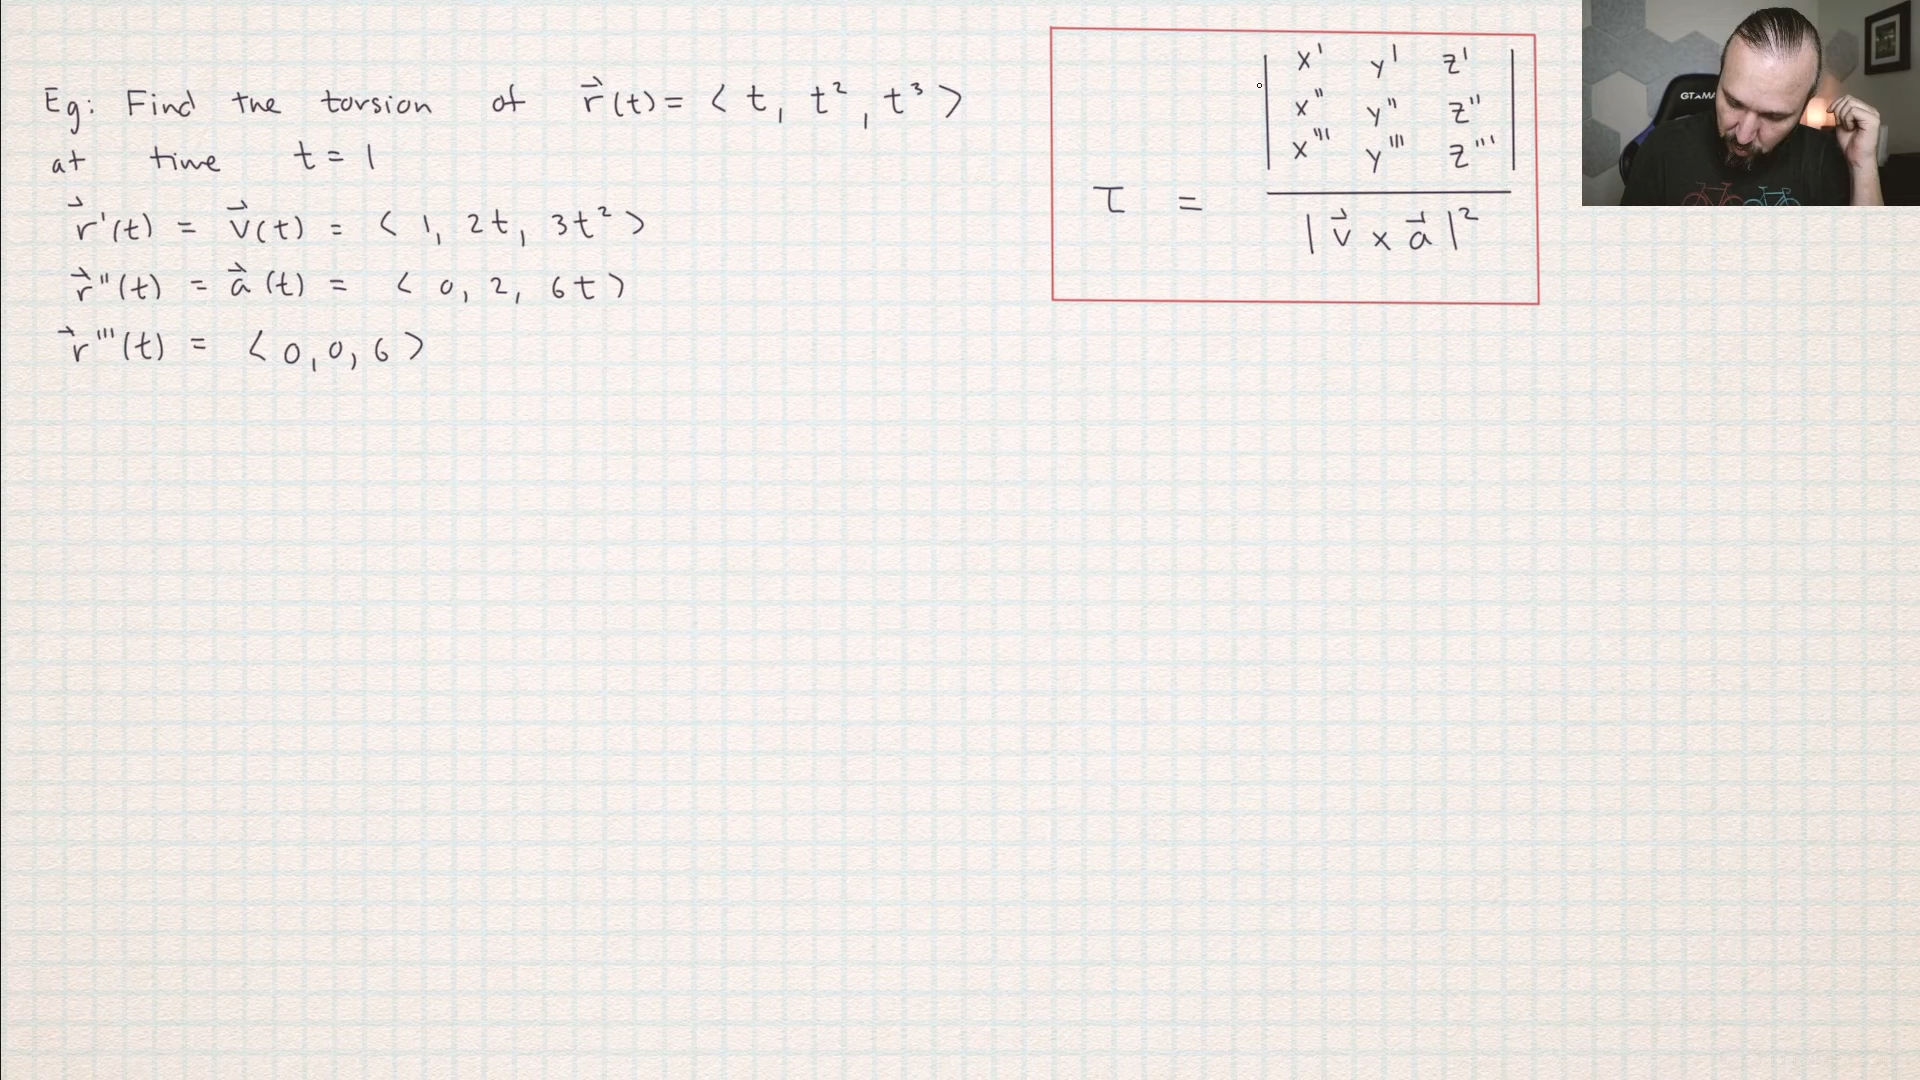 Eg: Find the torsion of r⃗(t) = ⟨ t, t², t³ ⟩
at time t = 1
r⃗'(t) = v⃗(t) = ⟨ 1, 2t, 3t² ⟩
r⃗''(t) = a⃗(t) = ⟨ 0, 2, 6t ⟩
r⃗'''(t) = ⟨ 0, 0, 6 ⟩
| x' y' z' |
| x'' y'' z'' |
| x''' y''' z''' |
τ =
| v⃗ × a⃗ |²